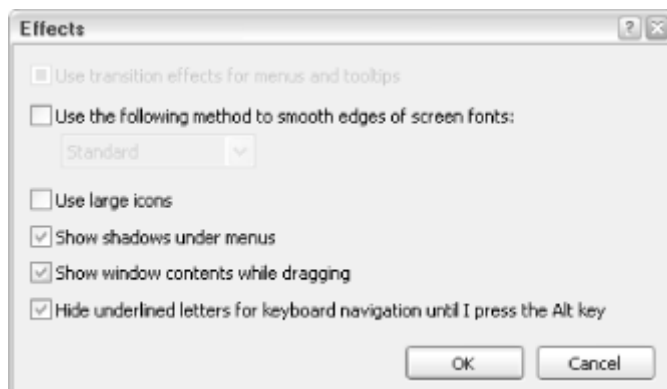 Effects
Use transition effects for menus and tooltips
Use the following method to smooth edges of screen fonts:
Standard
Use large icons
Show shadows under menus
Show window contents while dragging
Hide underlined letters for keyboard navigation until I press the Alt key
OK Cancel